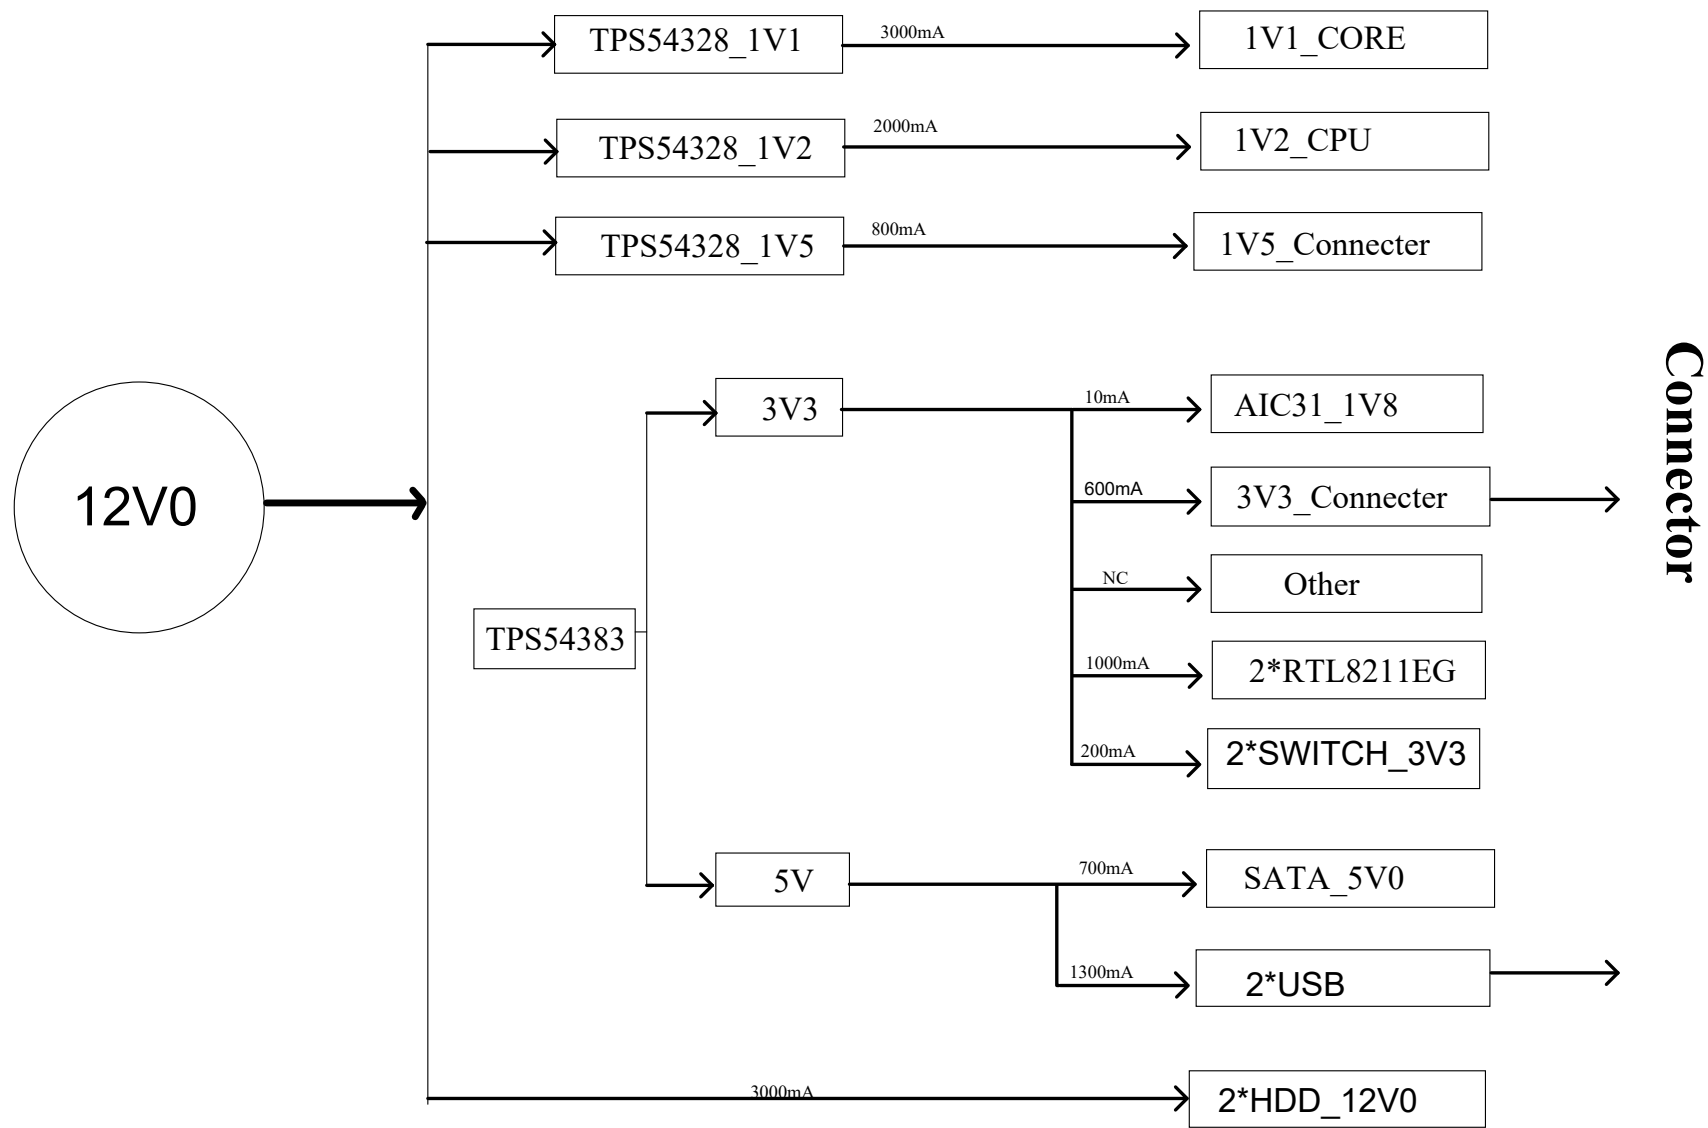 TPS54328_1V1
3000mA
1V1_CORE
TPS54328_1V2
2000mA
1V2_CPU
TPS54328_1V5
800mA
1V5_Connecter
Connector
12V0
3V3
10mA
AIC31_1V8
600mA
3V3_Connecter
NC
Other
TPS54383
1000mA
2*RTL8211EG
200mA
2*SWITCH_3V3
5V
700mA
SATA_5V0
1300mA
2*USB
3000mA
2*HDD_12V0